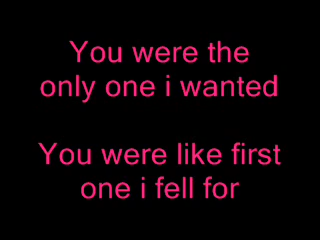 You were the
only one i wanted
You were like first
one i fell for